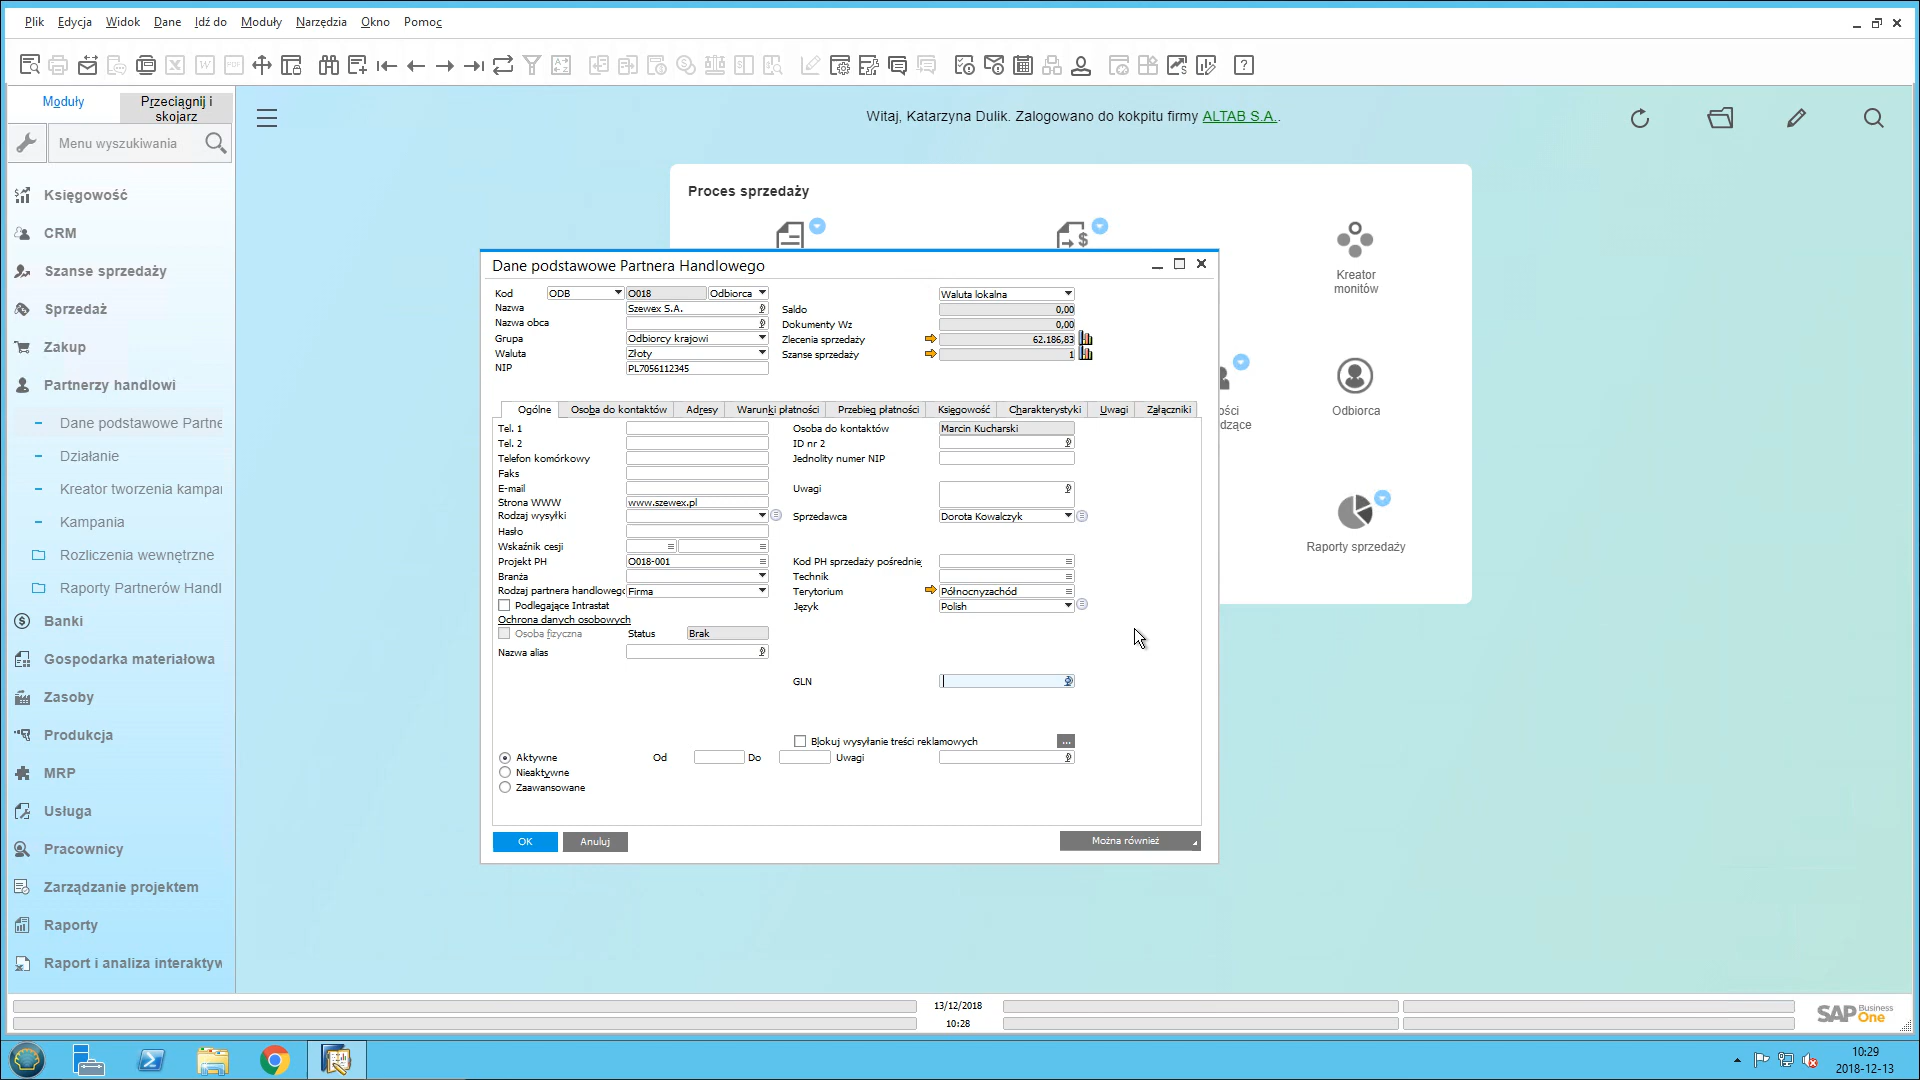 Plik Edycja Widok Dane Idź do Moduły Narzędzia Okno Pomoc
Moduły
Przeciągnij i skojarz
Menu wyszukiwania
Witaj, Katarzyna Dulik. Zalogowano do kokpitu firmy ALTAB S.A..
Księgowość
CRM
Szanse sprzedaży
Sprzedaż
Zakup
Partnerzy handlowi
Dane podstawowe Partne
Działanie
Kreator tworzenia kampa
Kampania
Rozliczenia wewnętrzne
Raporty Partnerów Handl
Banki
Gospodarka materiałowa
Zasoby
Produkcja
MRP
Usługa
Pracownicy
Zarządzanie projektem
Raporty
Raport i analiza interaktyw
Proces sprzedaży
Kreator monitów
Odbiorca
Raporty sprzedaży
ości
dzące
Dane podstawowe Partnera Handlowego
Kod ODB O018 Odbiorca Waluta lokalna
Nazwa Szewex S.A. Saldo 0,00
Nazwa obca Dokumenty Wz 0,00
Grupa Odbiorcy krajowi Zlecenia sprzedaży 62.186,83
Waluta Złoty Szanse sprzedaży 1
NIP PL7056112345
Ogólne Osoba do kontaktów Adresy Warunki płatności Przebieg płatności Księgowość Charakterystyki Uwagi Załączniki
Tel. 1 Osoba do kontaktów Marcin Kucharski
Tel. 2 ID nr 2
Telefon komórkowy Jednolity numer NIP
Faks
E-mail Uwagi
Strona WWW www.szewex.pl
Rodzaj wysyłki Sprzedawca Dorota Kowalczyk
Hasło
Wskaźnik cesji
Projekt PH O018-001 Kod PH sprzedaży pośrednie
Branża Technik
Rodzaj partnera handlowego Firma Terytorium Północnyzachód
Podlegające Intrastat Język Polish
Ochrona danych osobowych
Osoba fizyczna Status Brak
Nazwa alias
GLN
Blokuj wysyłanie treści reklamowych ...
Aktywne Od Do Uwagi
Nieaktywne
Zaawansowane
OK Anuluj Można również
13/12/2018
10:28
SAP Business One
10:29
2018-12-13